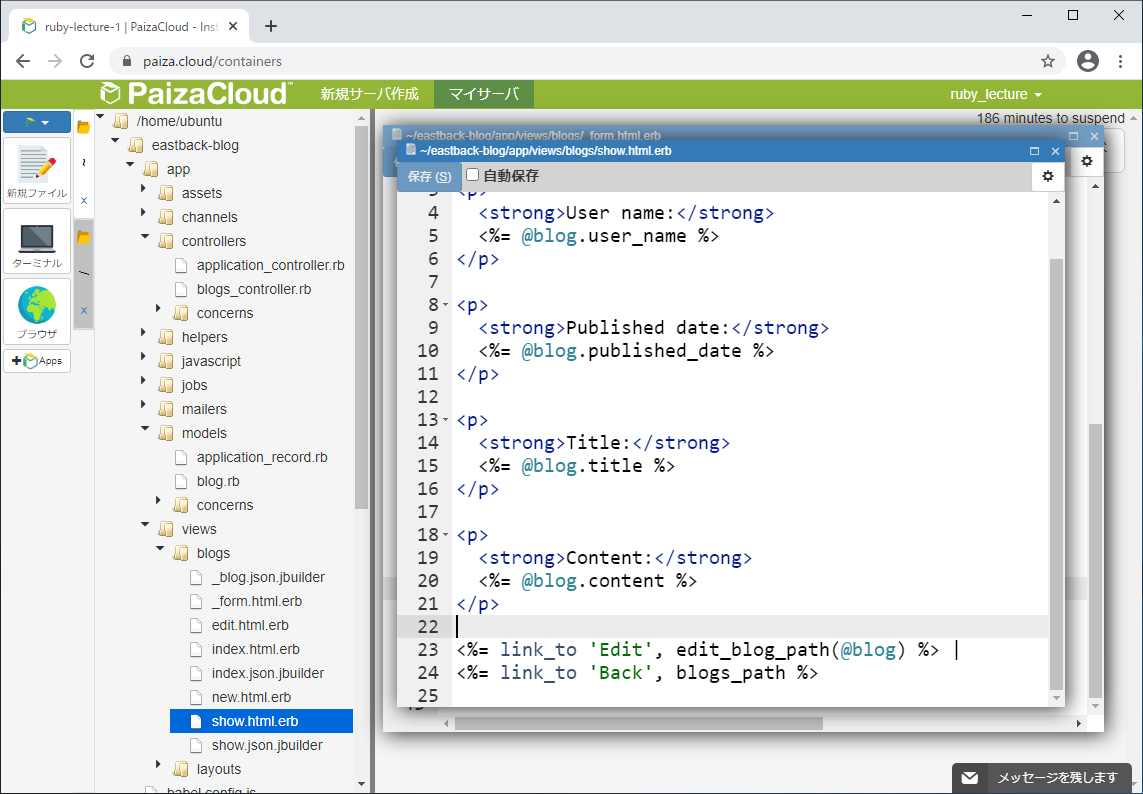 ruby-lecture-1 | PaizaCloud - Inst
paiza.cloud/containers
PaizaCloud
新規サーバ作成
マイサーバ
ruby_lecture
186 minutes to suspend
新規ファイル
ターミナル
ブラウザ
Apps
/home/ubuntu
eastback-blog
app
assets
channels
controllers
application_controller.rb
blogs_controller.rb
concerns
helpers
javascript
jobs
mailers
models
application_record.rb
blog.rb
concerns
views
blogs
_blog.json.jbuilder
_form.html.erb
edit.html.erb
index.html.erb
index.json.jbuilder
new.html.erb
show.html.erb
show.json.jbuilder
layouts
babel.config.js
~/eastback-blog/app/views/blogs/_form.html.erb
~/eastback-blog/app/views/blogs/show.html.erb
保存 (S)
自動保存
3 <p>
4 <strong>User name:</strong>
5 <%= @blog.user_name %>
6 </p>
7
8 <p>
9 <strong>Published date:</strong>
10 <%= @blog.published_date %>
11 </p>
12
13 <p>
14 <strong>Title:</strong>
15 <%= @blog.title %>
16 </p>
17
18 <p>
19 <strong>Content:</strong>
20 <%= @blog.content %>
21 </p>
22
23 <%= link_to 'Edit', edit_blog_path(@blog) %> |
24 <%= link_to 'Back', blogs_path %>
25
メッセージを残します